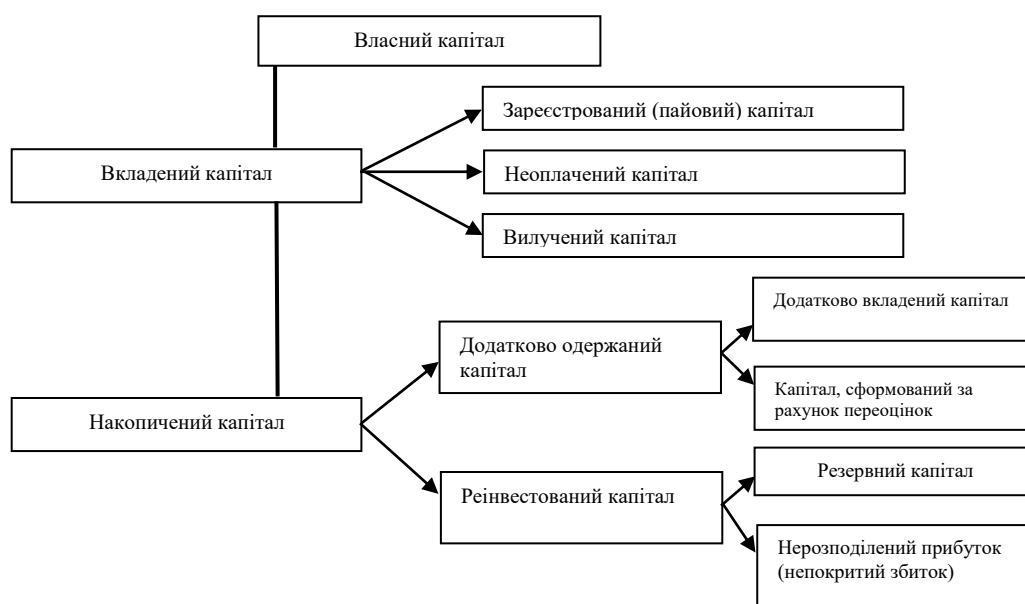 Власний капітал
Зареєстрований (пайовий) капітал
Вкладений капітал
Неоплачений капітал
Вилучений капітал
Додатково вкладений капітал
Додатково одержаний
капітал
Капітал, сформований за
рахунок переоцінок
Накопичений капітал
Резервний капітал
Реінвестований капітал
Нерозподілений прибуток
(непокритий збиток)